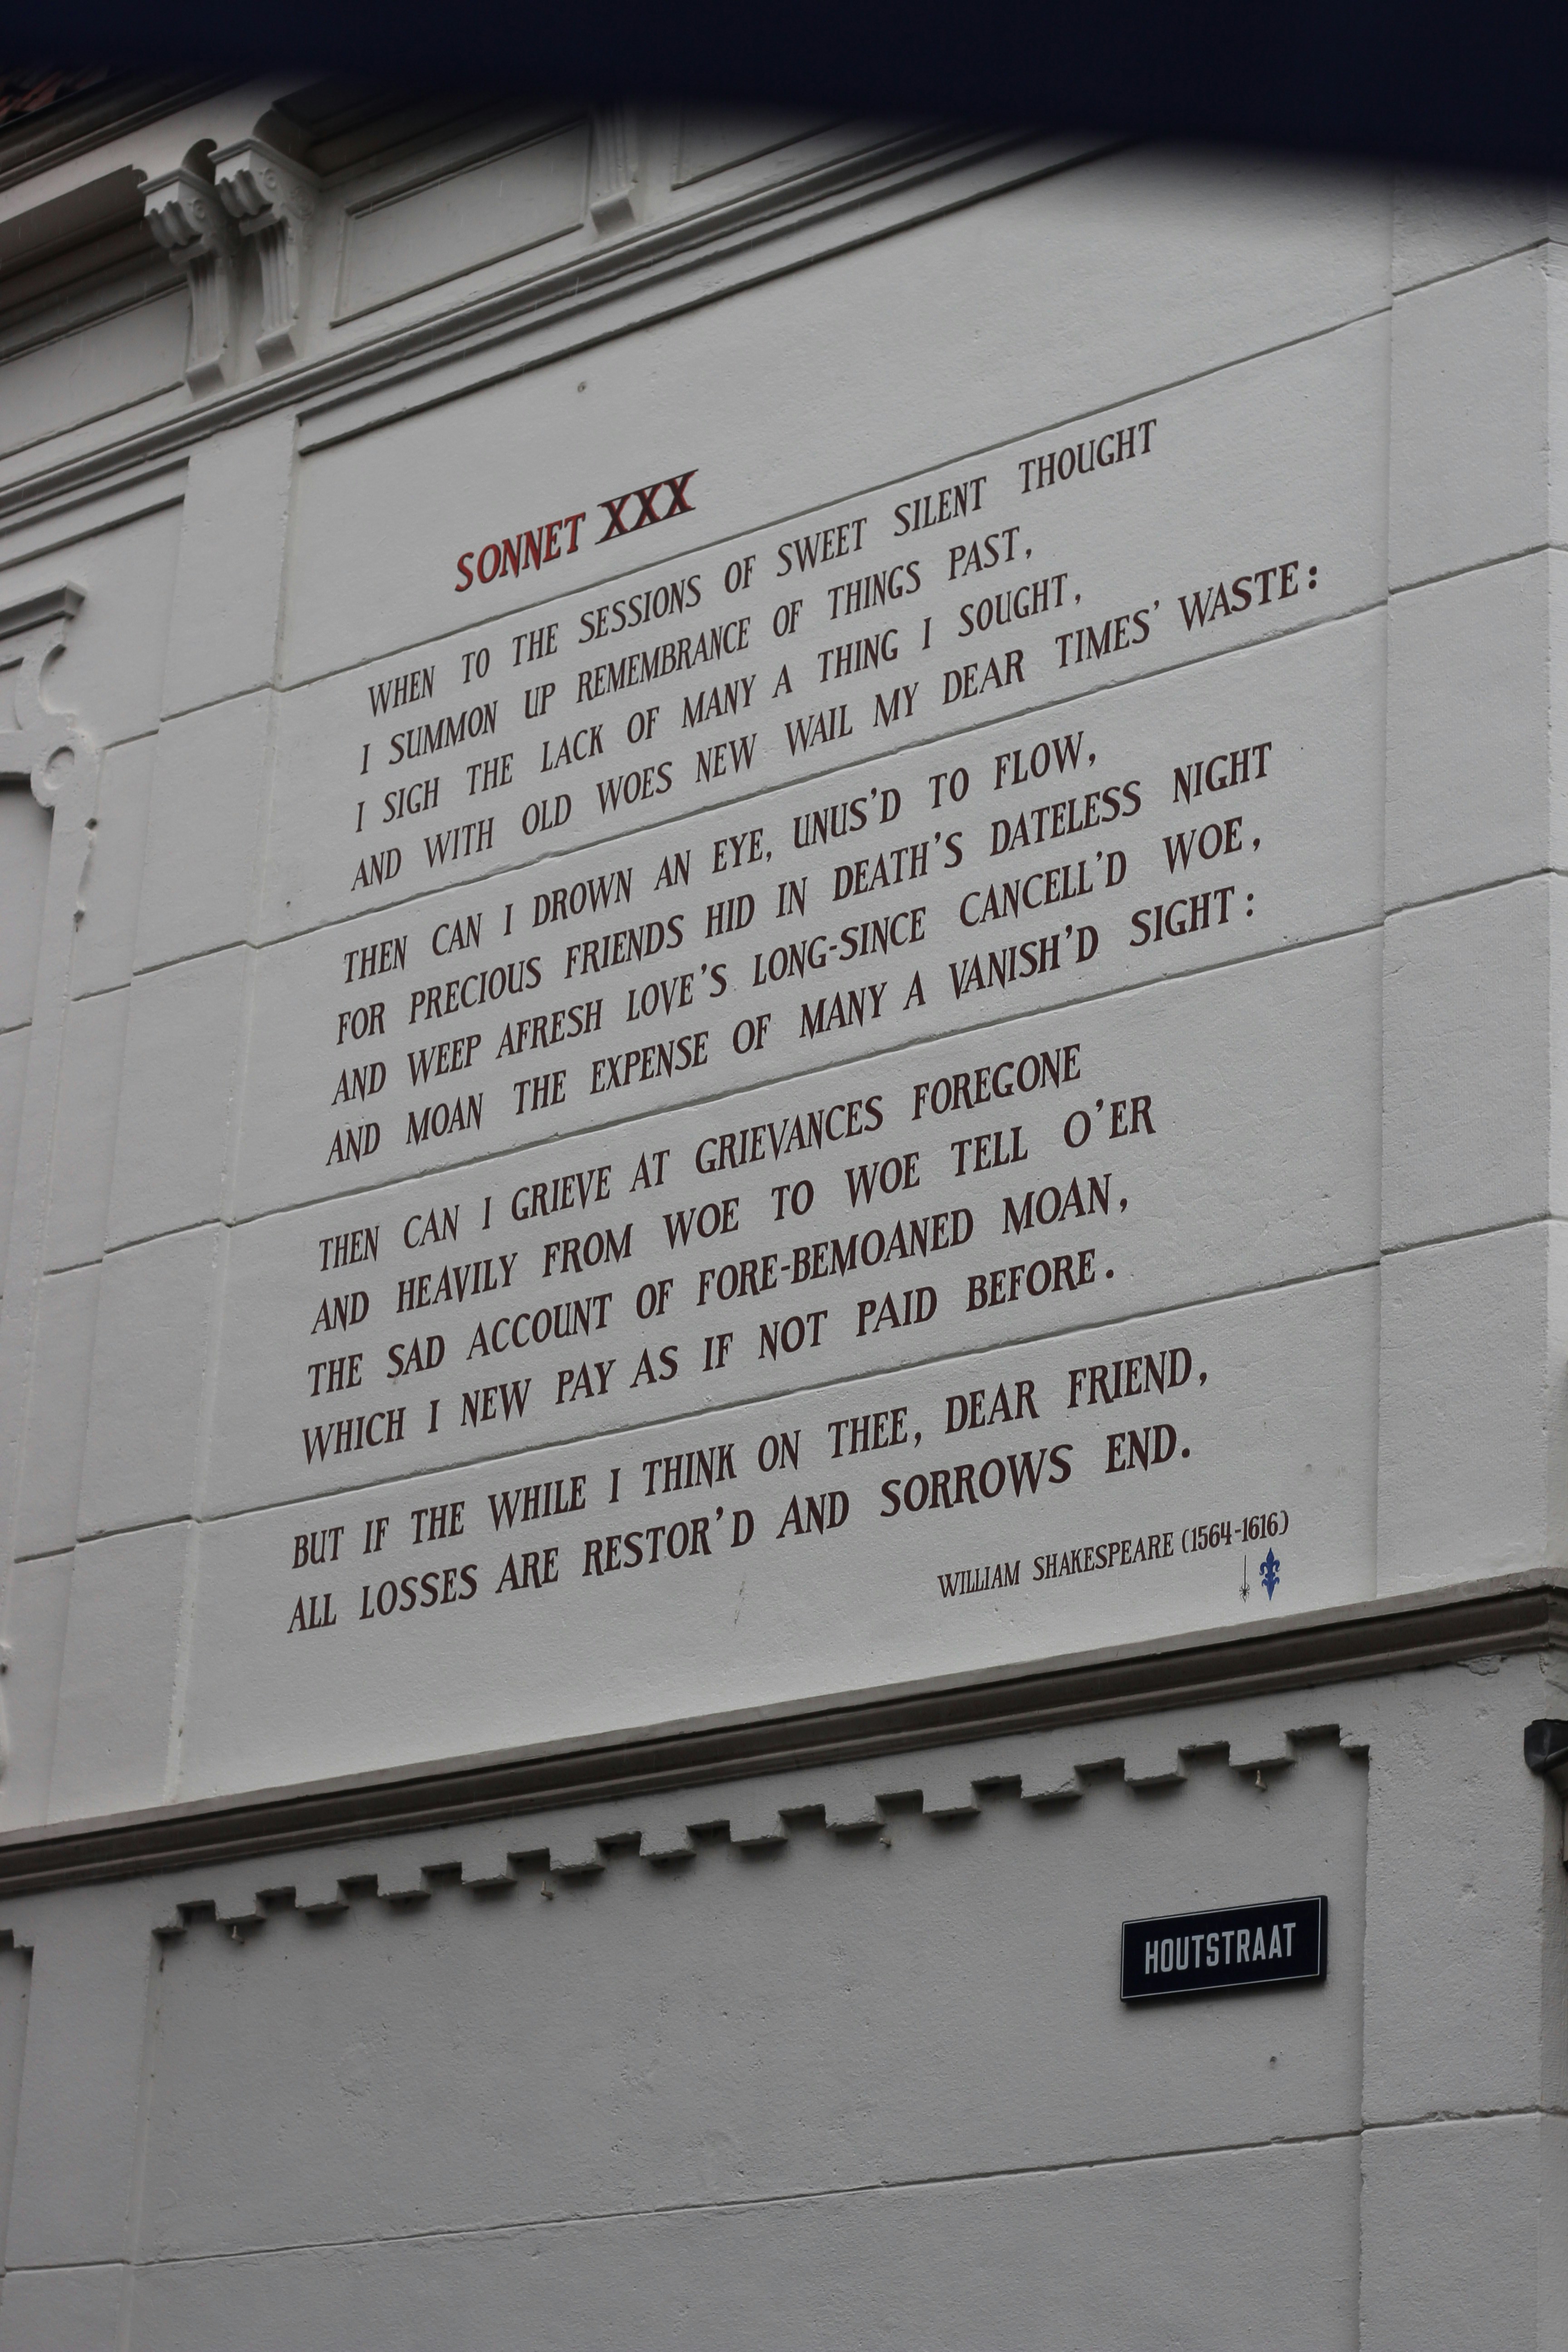 SONNET XXX
WHEN TO THE SESSIONS OF SWEET SILENT THOUGHT
I SUMMON UP REMEMBRANCE OF THINGS PAST,
I SIGH THE LACK OF MANY A THING I SOUGHT,
AND WITH OLD WOES NEW WAIL MY DEAR TIMES' WASTE:
THEN CAN I DROWN AN EYE, UNUS'D TO FLOW,
FOR PRECIOUS FRIENDS HID IN DEATH'S DATELESS NIGHT
AND WEEP AFRESH LOVE'S LONG-SINCE CANCELL'D WOE,
AND MOAN THE EXPENSE OF MANY A VANISH'D SIGHT:
THEN CAN I GRIEVE AT GRIEVANCES FOREGONE
AND HEAVILY FROM WOE TO WOE TELL O'ER
THE SAD ACCOUNT OF FORE-BEMOANED MOAN,
WHICH I NEW PAY AS IF NOT PAID BEFORE.
BUT IF THE WHILE I THINK ON THEE, DEAR FRIEND,
ALL LOSSES ARE RESTOR'D AND SORROWS END.
WILLIAM SHAKESPEARE (1564-1616)
HOUTSTRAAT